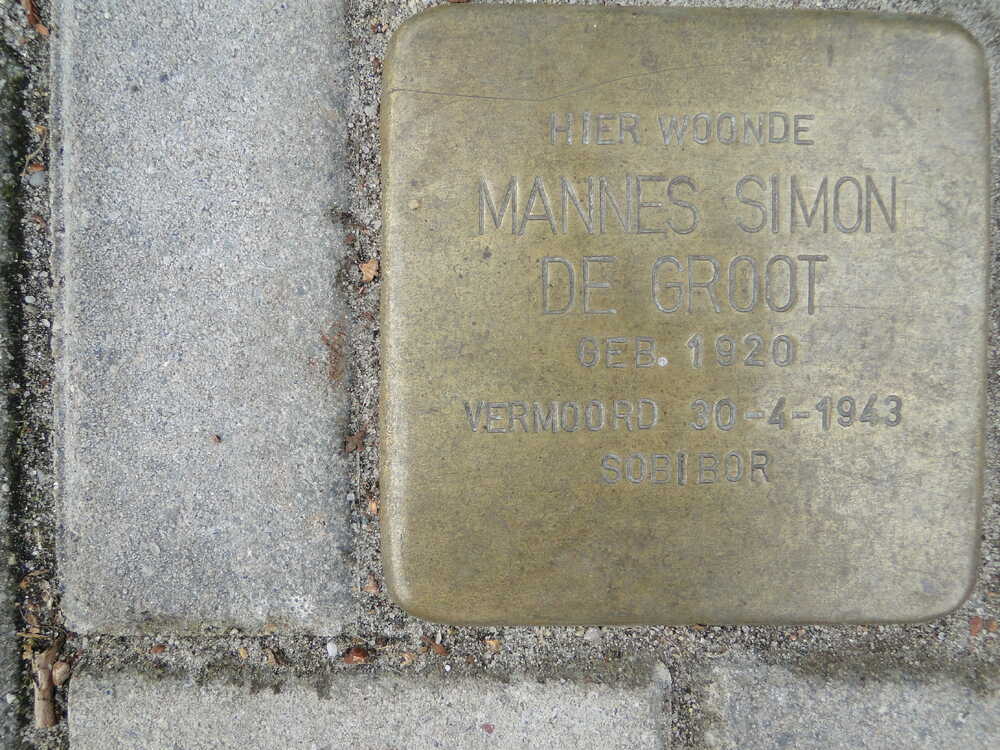 HIER WOONDE
MANNES SIMON
DE GROOT
GEB. 1920
VERMOORD 30-4-1943
SOBIBOR